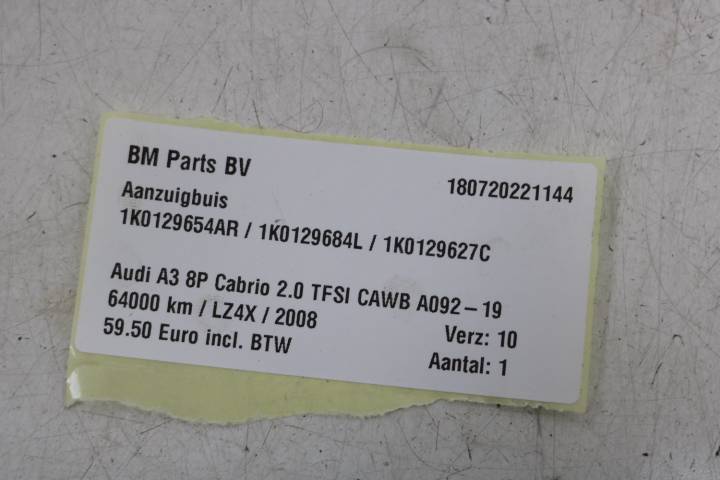 BM Parts BV 180720221144
Aanzuigbuis
1K0129654AR / 1K0129684L / 1K0129627C
Audi A3 8P Cabrio 2.0 TFSI CAWB A092-19
64000 km / LZ4X / 2008 Verz: 10
59.50 Euro incl. BTW Aantal: 1